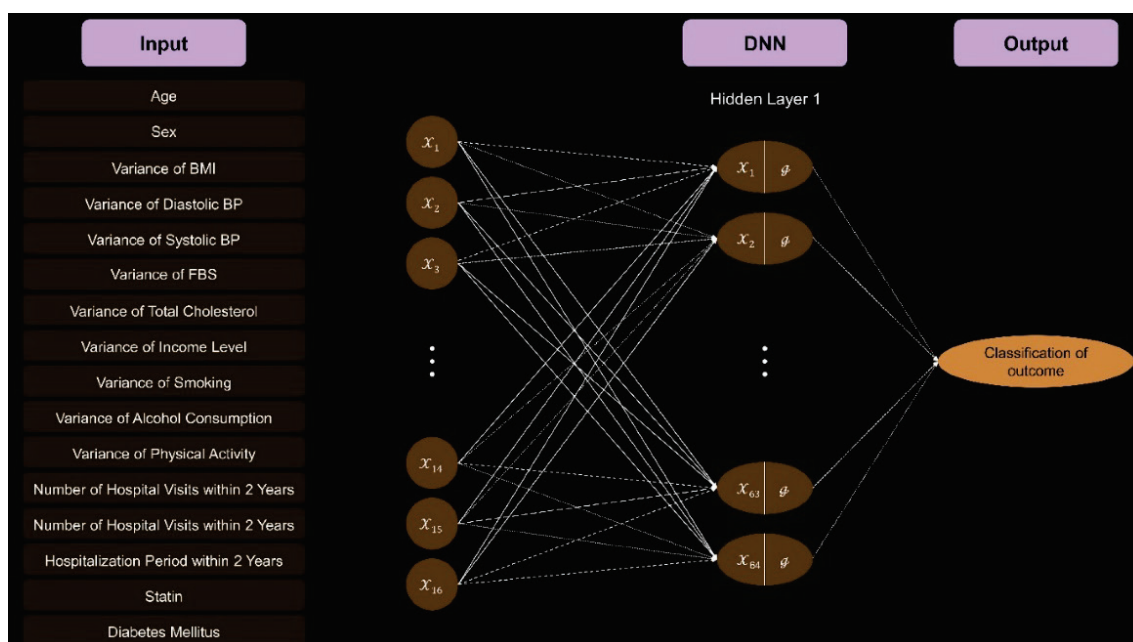 Input
DNN
Output
Age
Sex
Variance of BMI
Variance of Diastolic BP
Variance of Systolic BP
Variance of FBS
Variance of Total Cholesterol
Variance of Income Level
Variance of Smoking
Variance of Alcohol Consumption
Variance of Physical Activity
Number of Hospital Visits within 2 Years
Number of Hospital Visits within 2 Years
Hospitalization Period within 2 Years
Statin
Diabetes Mellitus
x₁
x₂
x₃
x₁₄
x₁₅
x₁₆
Hidden Layer 1
x₁ g
x₂ g
x₆₃ g
x₆₄ g
Classification of
outcome